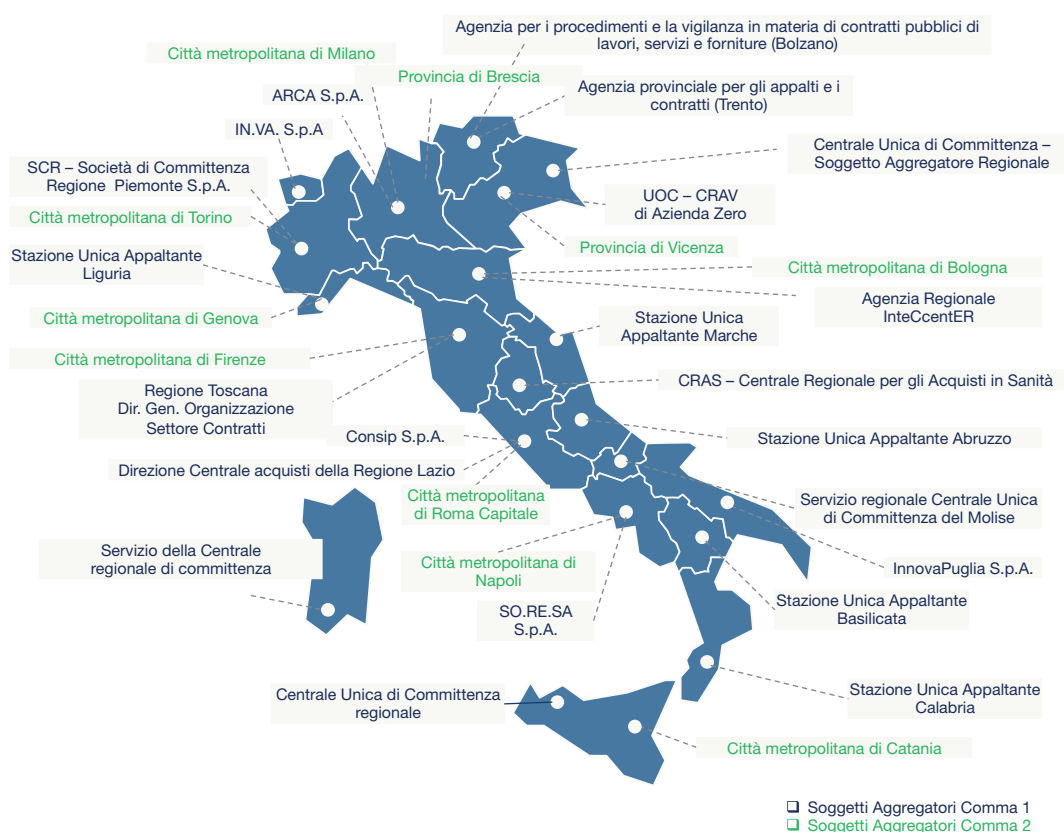 Agenzia per i procedimenti e la vigilanza in materia di contratti pubblici di
lavori, servizi e forniture (Bolzano)
Città metropolitana di Milano
Provincia di Brescia
Agenzia provinciale per gli appalti e i
contratti (Trento)
ARCA S.p.A.
IN.VA. S.p.A
Centrale Unica di Committenza –
Soggetto Aggregatore Regionale
SCR – Società di Committenza
Regione Piemonte S.p.A.
UOC – CRAV
di Azienda Zero
Città metropolitana di Torino
Provincia di Vicenza
Stazione Unica Appaltante
Liguria
Città metropolitana di Bologna
Agenzia Regionale
InteCcentER
Città metropolitana di Genova
Stazione Unica
Appaltante Marche
Città metropolitana di Firenze
CRAS – Centrale Regionale per gli Acquisti in Sanità
Regione Toscana
Dir. Gen. Organizzazione
Settore Contratti
Consip S.p.A.
Stazione Unica Appaltante Abruzzo
Direzione Centrale acquisti della Regione Lazio
Città metropolitana
di Roma Capitale
Servizio regionale Centrale Unica
di Committenza del Molise
Servizio della Centrale
regionale di committenza
Città metropolitana di
Napoli
InnovaPuglia S.p.A.
SO.RE.SA
S.p.A.
Stazione Unica Appaltante
Basilicata
Centrale Unica di Committenza
regionale
Stazione Unica Appaltante
Calabria
Città metropolitana di Catania
Soggetti Aggregatori Comma 1
Soggetti Aggregatori Comma 2